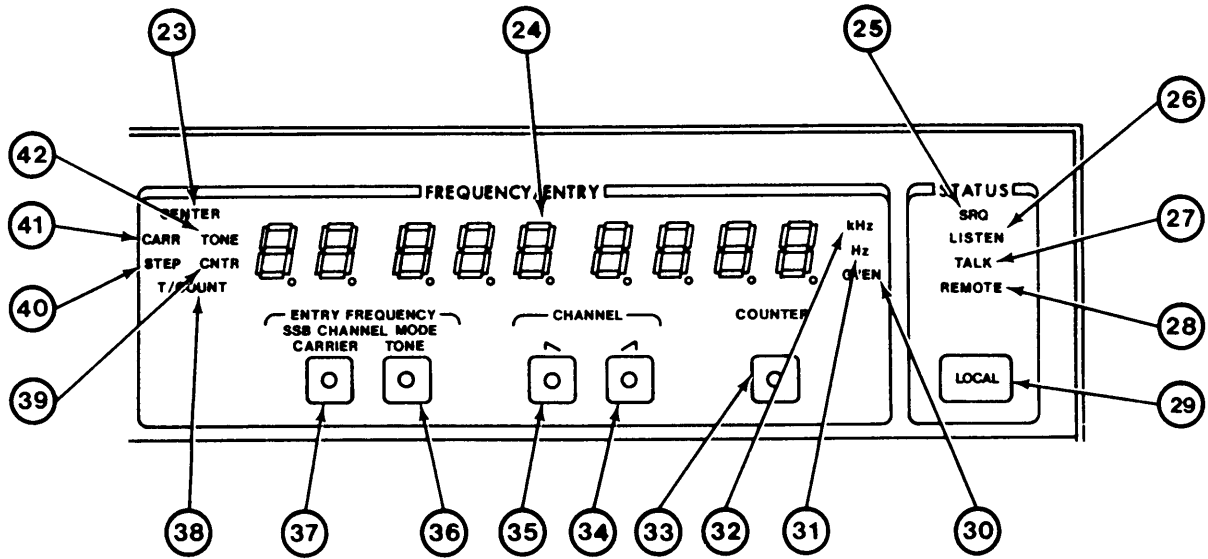 23 24 25
26
42
FREQUENCY/ENTRY STATUS
41 CENTER SRQ 27
CARR TONE kHz LISTEN
STEP CNTR Hz TALK
40 T/COUNT OVEN REMOTE
ENTRY FREQUENCY CHANNEL COUNTER 28
SSB CHANNEL MODE
CARRIER TONE
39 LOCAL 29
38 37 36 35 34 33 32 31 30